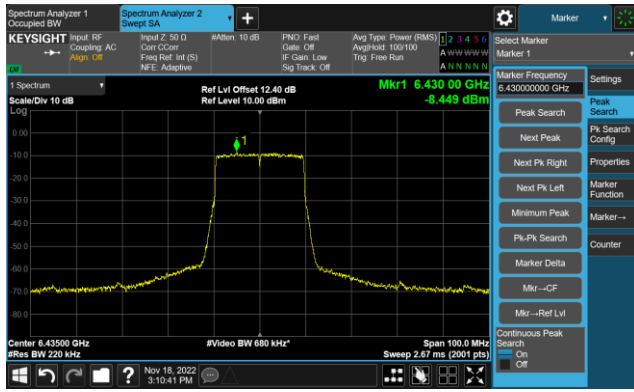 Spectrum Analyzer 1
Occupied BW
Spectrum Analyzer 2
Swept SA
Marker
KEYSIGHT
Input: RF
Coupling: AC
Align: Off
Input Z: 50 Ω
Corr CCorr
Freq Ref: Int (S)
NFE: Adaptive
#Atten: 10 dB
PNO: Fast
Gate: Off
IF Gain: Low
Sig Track: Off
Avg Type: Power (RMS)
Avg|Hold: 100/100
Trig: Free Run
1 2 3 4 5 6
A W W W W W
A N N N N N
Select Marker
Marker 1
1 Spectrum
Scale/Div 10 dB
Log
Ref Lvl Offset 12.40 dB
Ref Level 10.00 dBm
Mkr1 6.430 00 GHz
-8.449 dBm
1
0.00
-10.0
-20.0
-30.0
-40.0
-50.0
-60.0
-70.0
-80.0
Center 6.43500 GHz
#Res BW 220 kHz
#Video BW 680 kHz*
Span 100.0 MHz
Sweep 2.67 ms (2001 pts)
Marker Frequency
6.430000000 GHz
Peak Search
Next Peak
Next Pk Right
Next Pk Left
Minimum Peak
Pk-Pk Search
Marker Delta
Mkr→CF
Mkr→Ref Lvl
Continuous Peak
Search
On
Off
Settings
Peak
Search
Pk Search
Config
Properties
Marker
Function
Marker→
Counter
?
Nov 18, 2022
3:10:41 PM